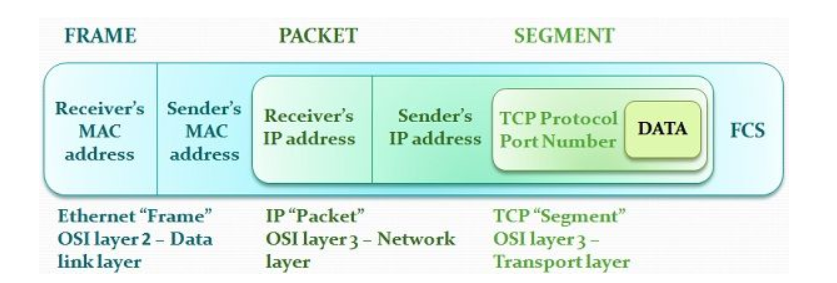 FRAME
PACKET
SEGMENT
Receiver's
MAC
address
Sender's
MAC
address
Receiver's
IP address
Sender's
IP address
TCP Protocol
Port Number
DATA
FCS
Ethernet "Frame"
OSI layer 2 – Data
link layer
IP "Packet"
OSI layer 3 – Network
layer
TCP "Segment"
OSI layer 3 –
Transport layer